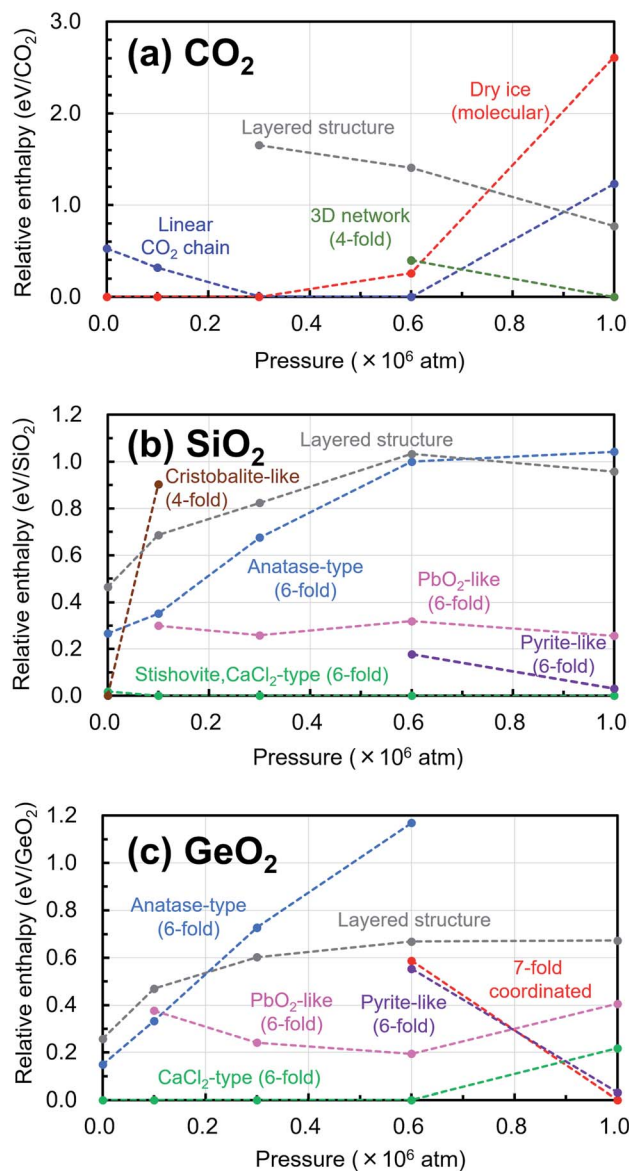 (a) CO₂
Relative enthalpy (eV/CO₂)
3.0
2.0
1.0
0.0
Dry ice
(molecular)
Layered structure
3D network
(4-fold)
Linear
CO₂ chain
0.0 0.2 0.4 0.6 0.8 1.0
Pressure (×10⁶ atm)
(b) SiO₂
Relative enthalpy (eV/SiO₂)
1.2
1.0
0.8
0.6
0.4
0.2
0.0
Layered structure
Cristobalite-like
(4-fold)
Anatase-type
(6-fold)
PbO₂-like
(6-fold)
Pyrite-like
(6-fold)
Stishovite,CaCl₂-type (6-fold)
0.0 0.2 0.4 0.6 0.8 1.0
Pressure (×10⁶ atm)
(c) GeO₂
Relative enthalpy (eV/GeO₂)
1.2
1.0
0.8
0.6
0.4
0.2
0.0
Anatase-type
(6-fold)
Layered structure
PbO₂-like
(6-fold)
Pyrite-like
(6-fold)
7-fold
coordinated
CaCl₂-type (6-fold)
0.0 0.2 0.4 0.6 0.8 1.0
Pressure (×10⁶ atm)